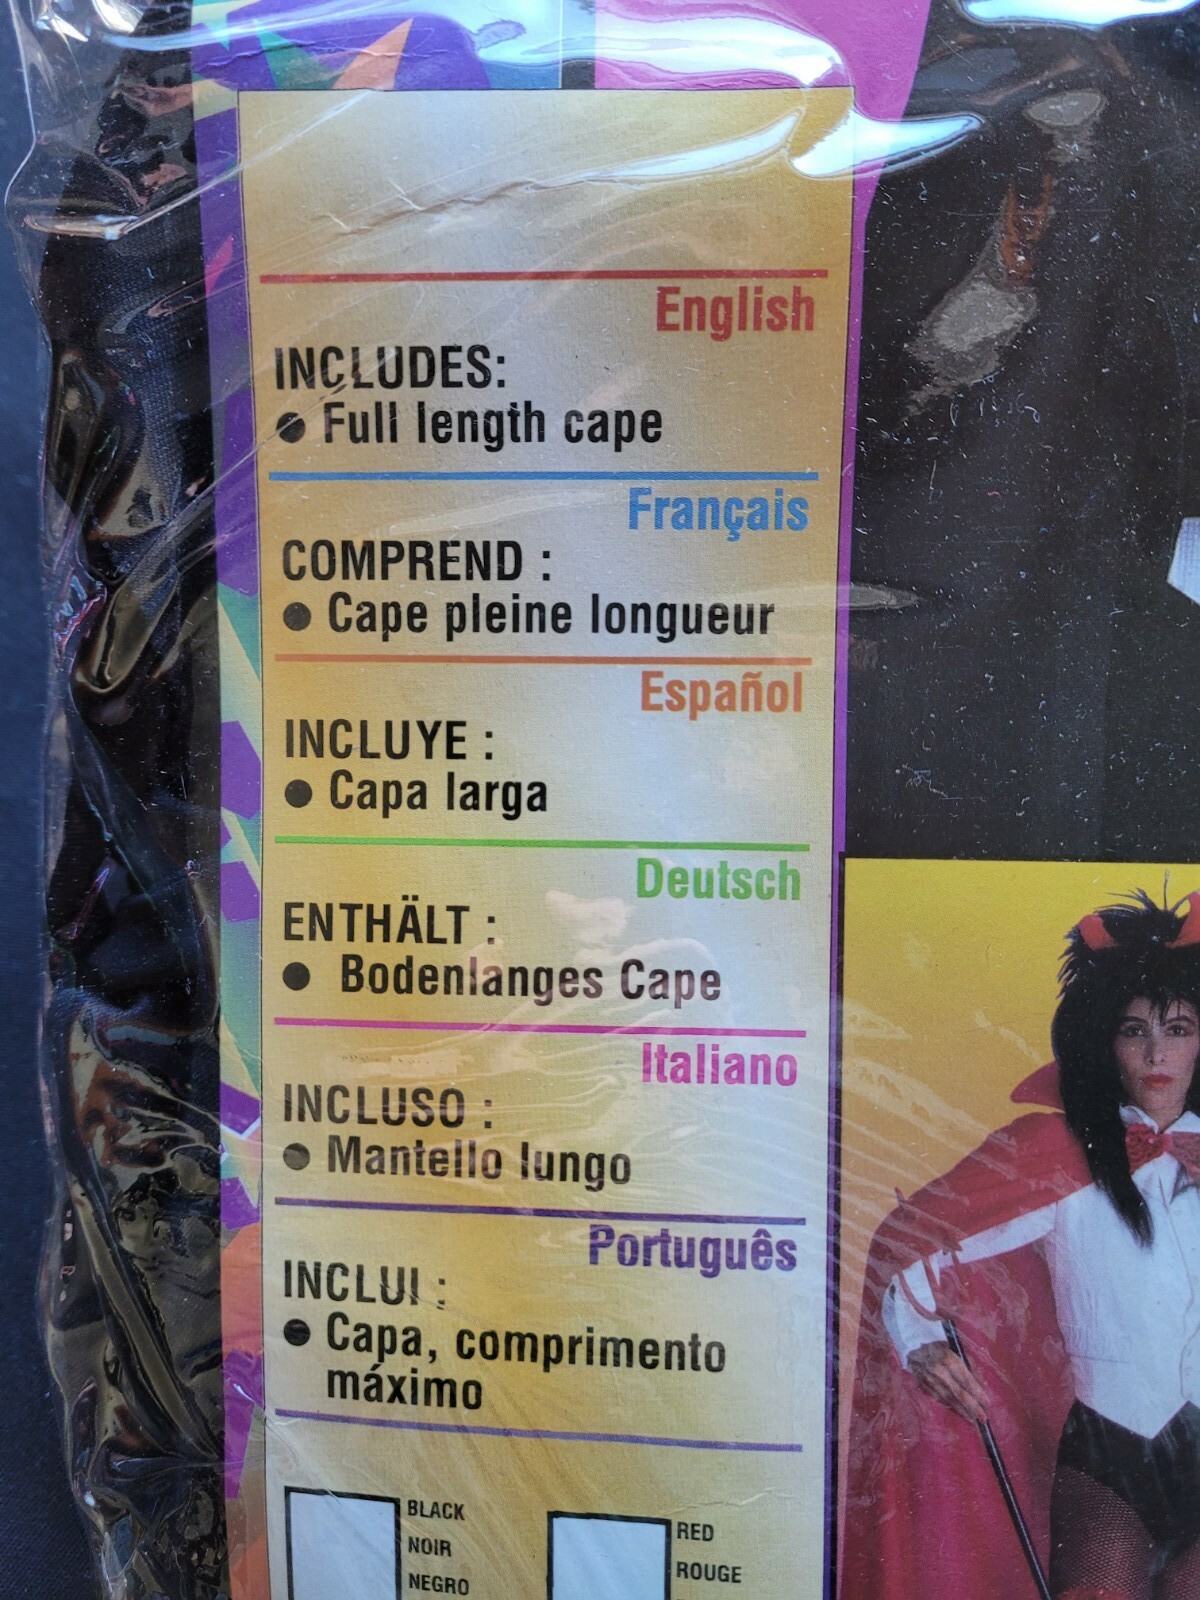 English
INCLUDES:
● Full length cape
Français
COMPREND :
● Cape pleine longueur
Español
INCLUYE :
● Capa larga
Deutsch
ENTHÄLT :
● Bodenlanges Cape
Italiano
INCLUSO :
● Mantello lungo
Português
INCLUI :
● Capa, comprimento
máximo
BLACK
NOIR
NEGRO
RED
ROUGE